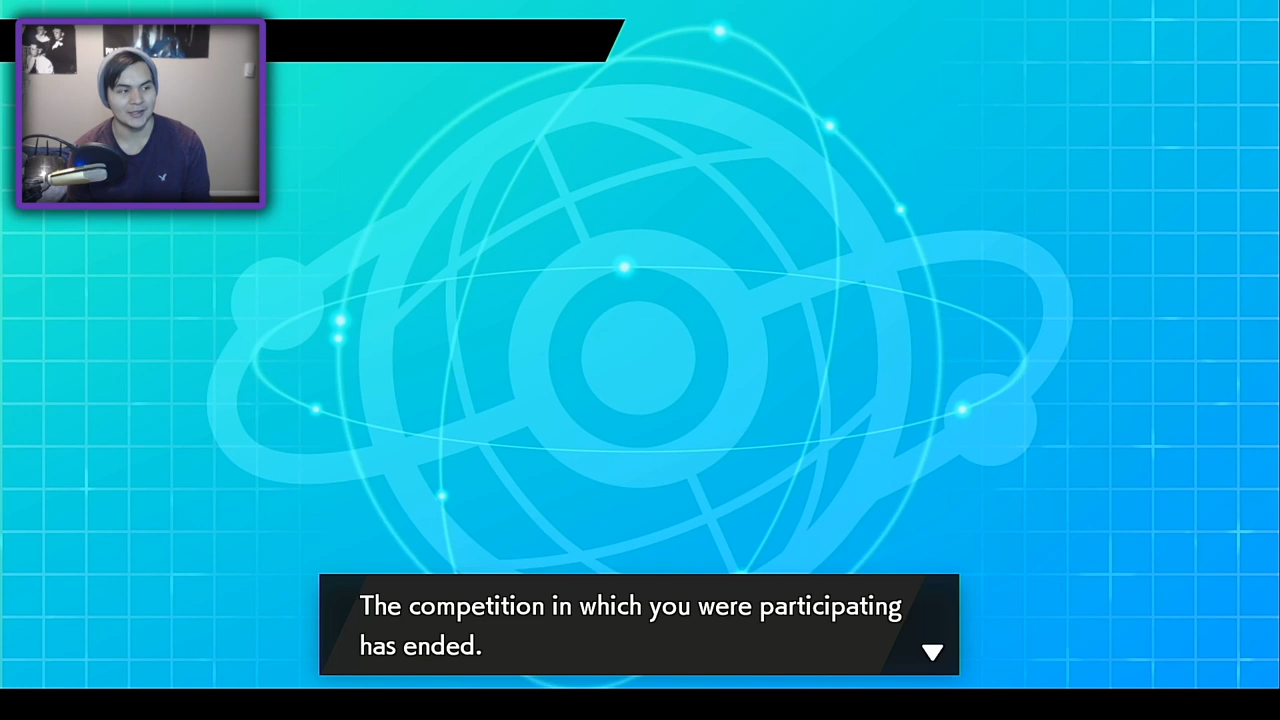 The competition in which you were participating
has ended.